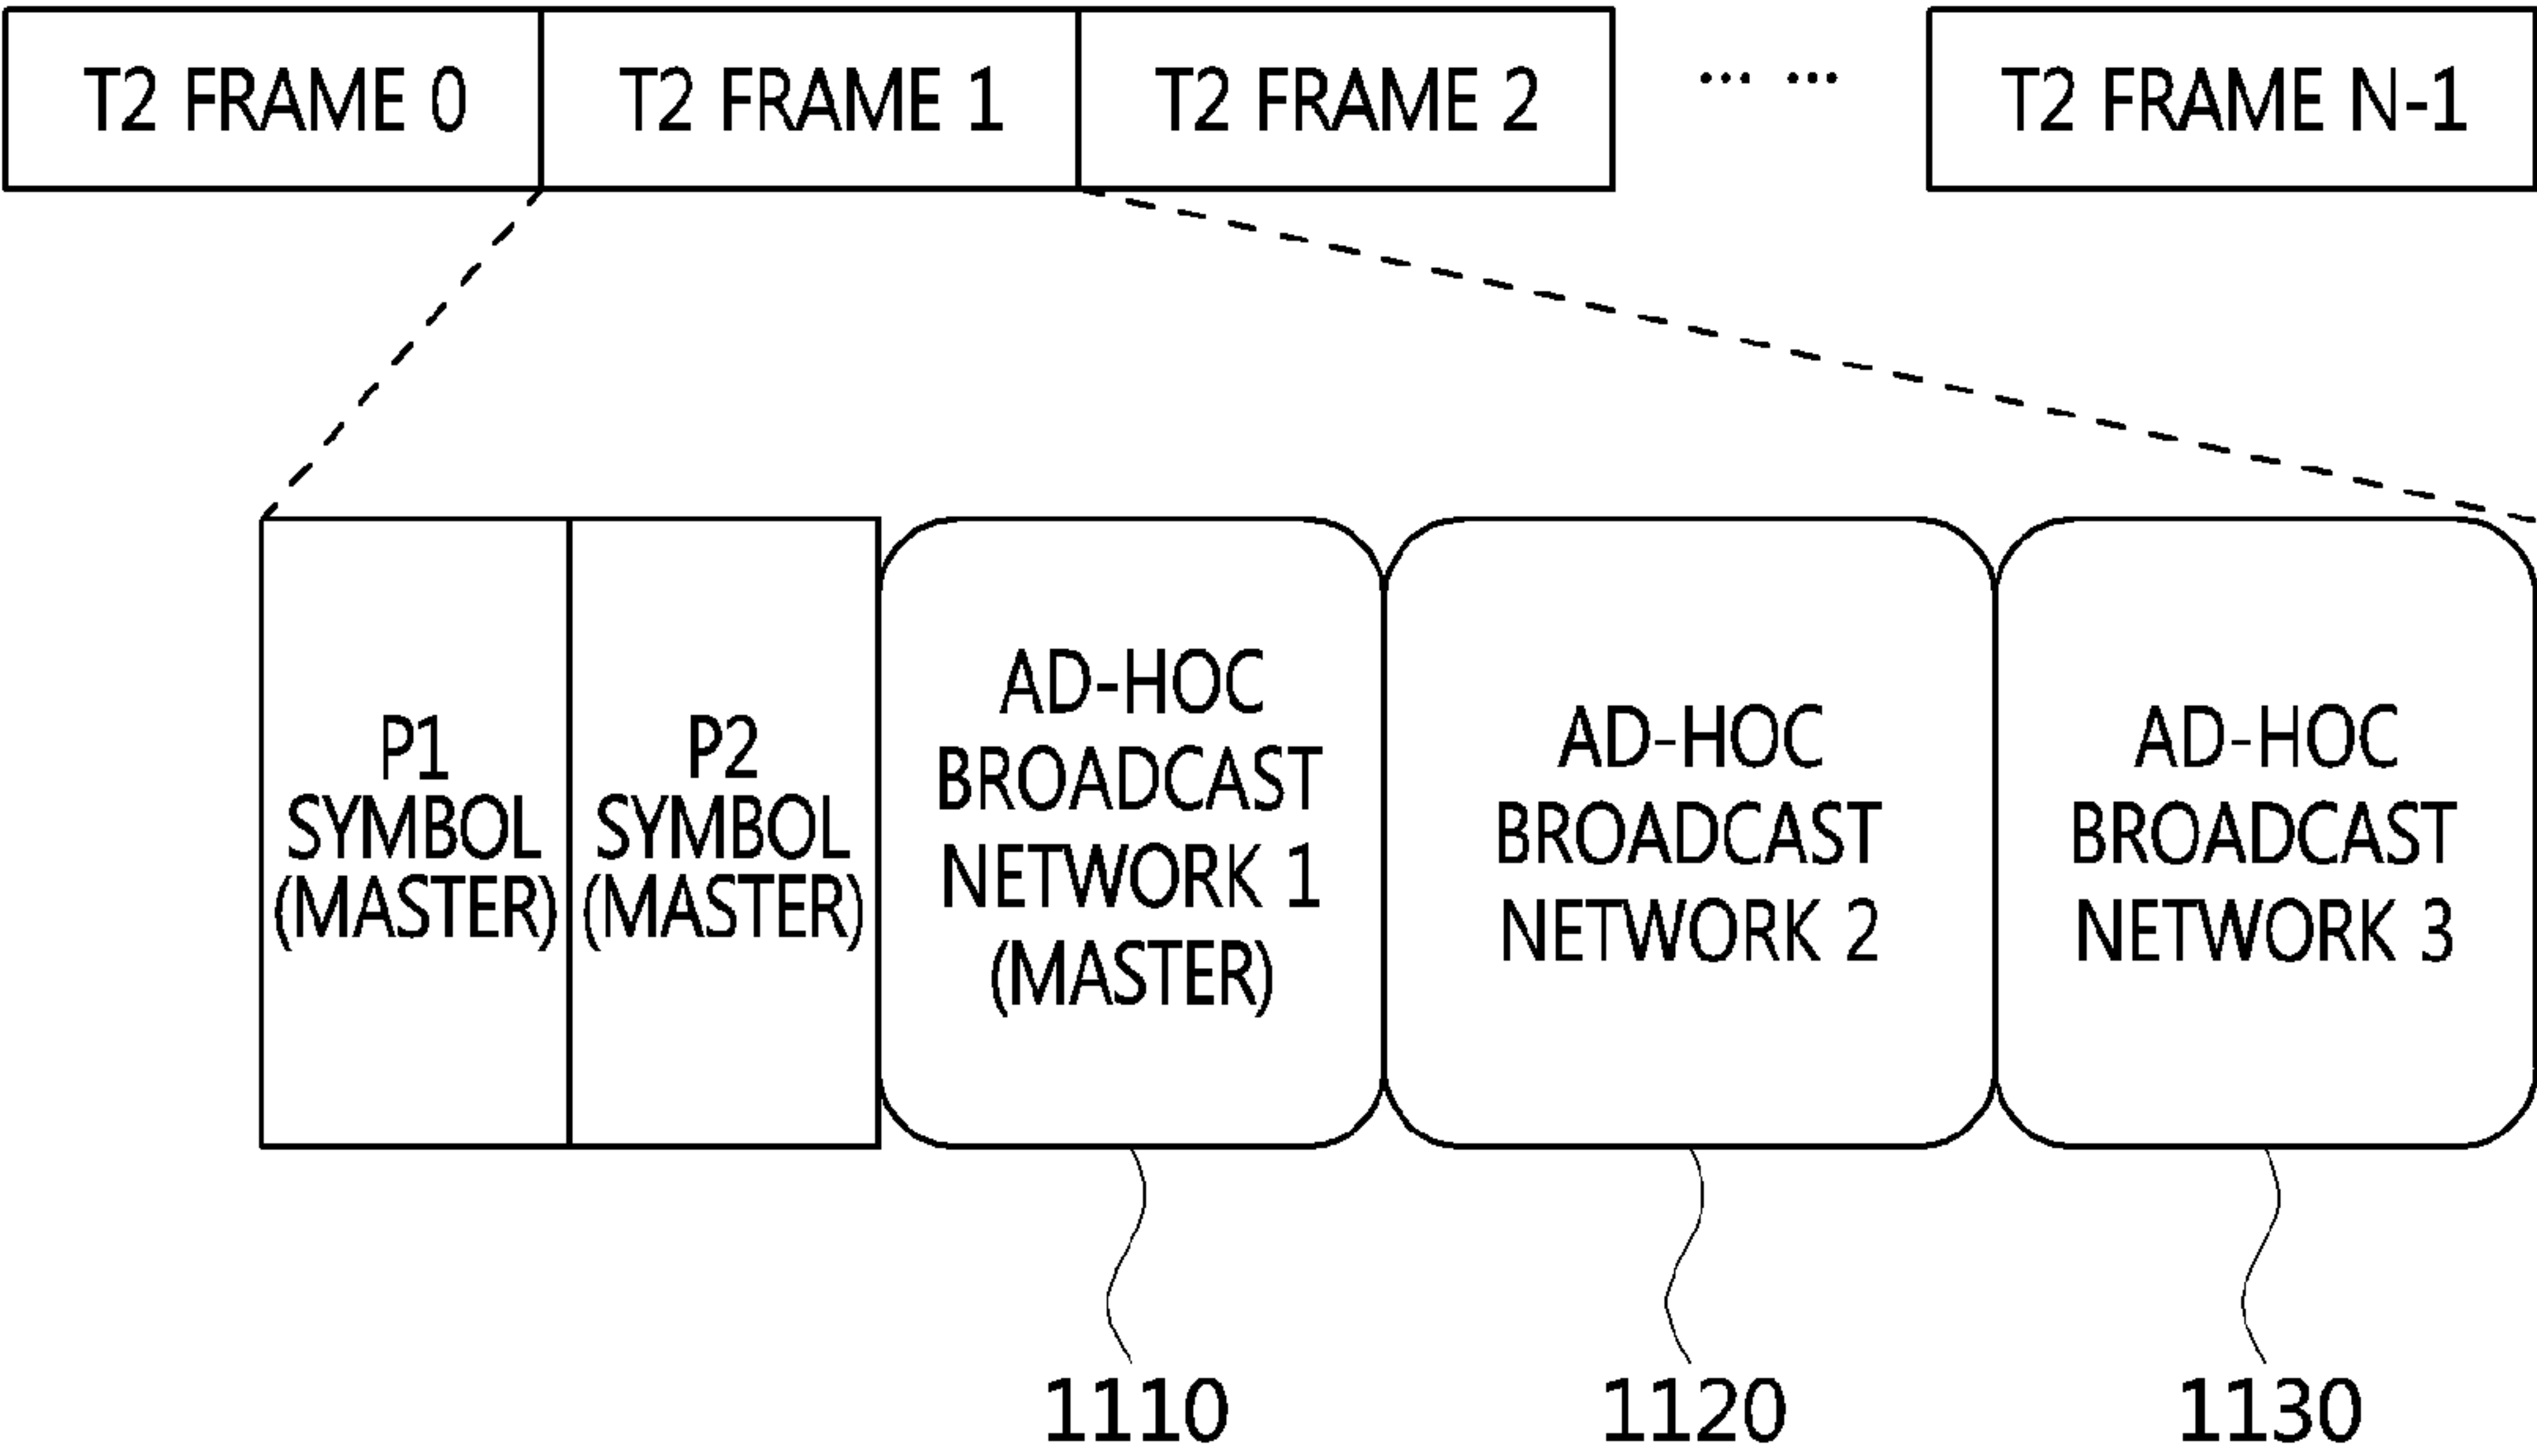 T2 FRAME 0 T2 FRAME 1 T2 FRAME 2 ... ... T2 FRAME N-1
P1
SYMBOL
(MASTER)
P2
SYMBOL
(MASTER)
AD-HOC
BROADCAST
NETWORK 1
(MASTER)
AD-HOC
BROADCAST
NETWORK 2
AD-HOC
BROADCAST
NETWORK 3
1110 1120 1130